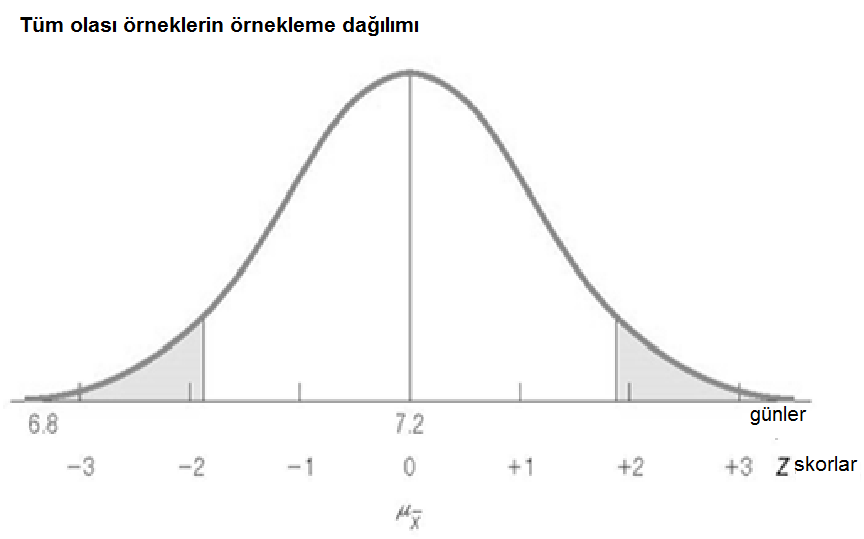 Tüm olası örneklerin örnekleme dağılımı
6.8 7.2 günler
−3 −2 −1 0 +1 +2 +3 Z skorlar
μx̄